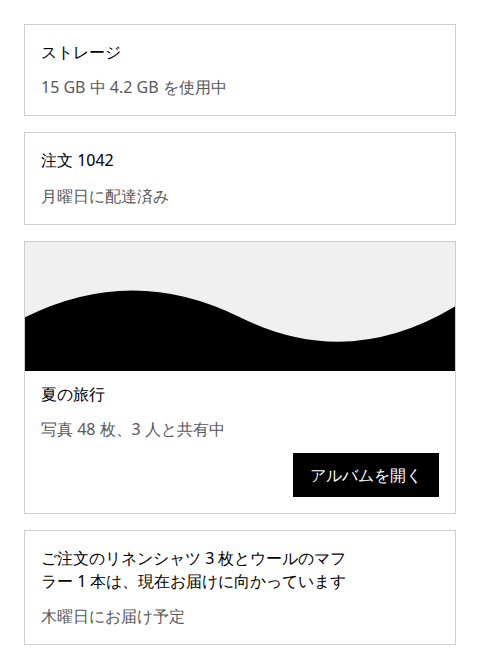 ストレージ
15 GB 中 4.2 GB を使用中
注文 1042
月曜日に配達済み
夏の旅行
写真 48 枚、3 人と共有中
アルバムを開く
ご注文のリネンシャツ 3 枚とウールのマフ
ラー 1 本は、現在お届けに向かっています
木曜日にお届け予定